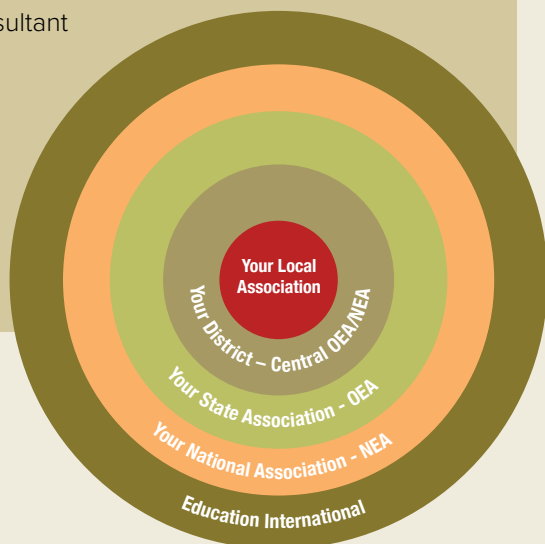 sultant
Your Local
Association
Your District – Central OEA/NEA
Your State Association - OEA
Your National Association - NEA
Education International